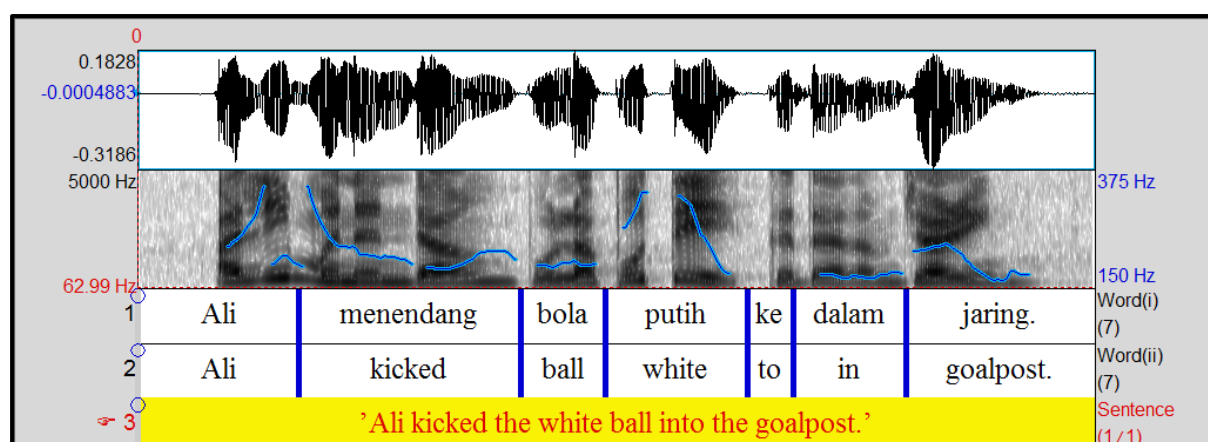 0
0.1828
-0.0004883
-0.3186
5000 Hz 375 Hz
62.99 Hz 150 Hz
1 Ali menendang bola putih ke dalam jaring. Word(i)
(7)
2 Ali kicked ball white to in goalpost. Word(ii)
(7)
☞ 3 ’Ali kicked the white ball into the goalpost.’ Sentence
(1/1)